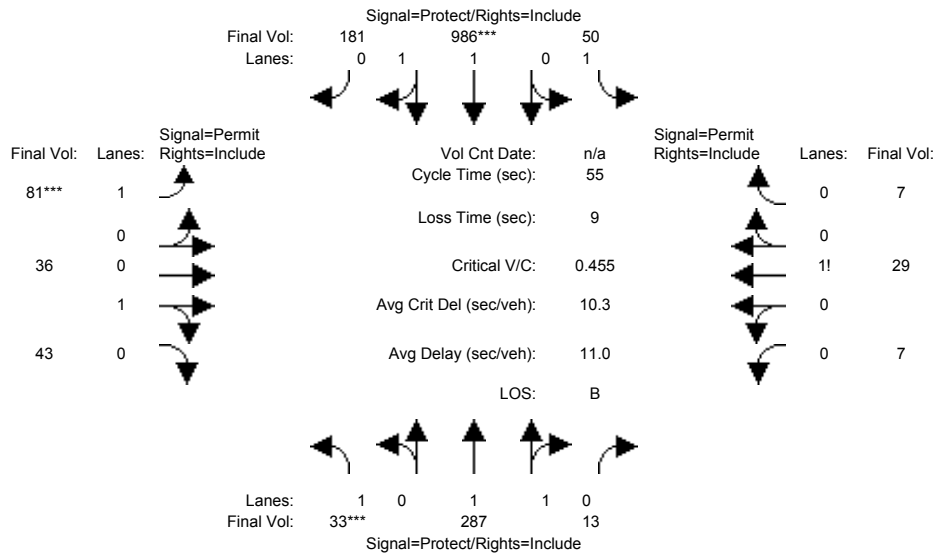 Signal=Protect/Rights=Include
Final Vol: 181 986*** 50
Lanes: 0 1 1 0 1
Signal=Permit Signal=Permit
Final Vol: Lanes: Rights=Include Vol Cnt Date: n/a Rights=Include Lanes: Final Vol:
Cycle Time (sec): 55
81*** 1 0 7
Loss Time (sec): 9
0 0
36 0 Critical V/C: 0.455 1! 29
1 Avg Crit Del (sec/veh): 10.3 0
43 0 Avg Delay (sec/veh): 11.0 0 7
LOS: B
Lanes: 1 0 1 1 0
Final Vol: 33*** 287 13
Signal=Protect/Rights=Include